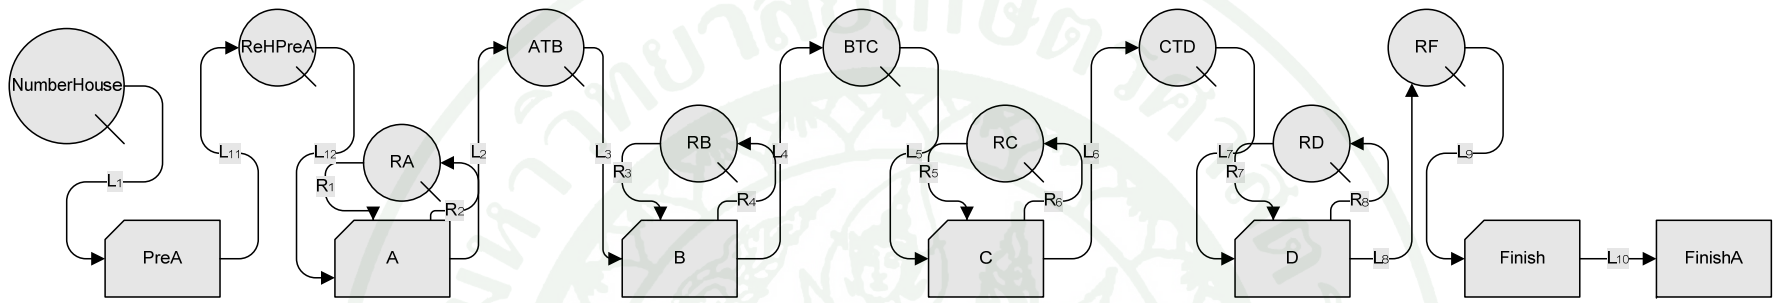 NumberHouse
ReHPreA
ATB
BTC
CTD
RF
RA
RB
RC
RD
L1
L11
L12
L2
L3
L4
L5
L6
L7
L9
R1
R2
R3
R4
R5
R6
R7
R8
PreA
A
B
C
D
L8
Finish
L10
FinishA